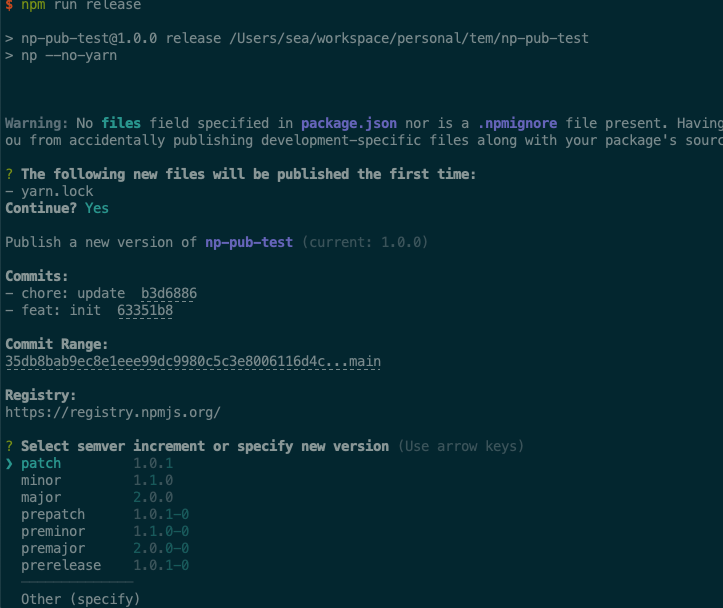 $ npm run release
> np-pub-test@1.0.0 release /Users/sea/workspace/personal/tem/np-pub-test
> np --no-yarn
Warning: No files field specified in package.json nor is a .npmignore file present. Having
ou from accidentally publishing development-specific files along with your package's sourc
? The following new files will be published the first time:
- yarn.lock
Continue? Yes
Publish a new version of np-pub-test (current: 1.0.0)
Commits:
- chore: update  b3d6886
- feat: init  63351b8
Commit Range:
35db8bab9ec8e1eee99dc9980c5c3e8006116d4c...main
Registry:
https://registry.npmjs.org/
? Select semver increment or specify new version (Use arrow keys)
❯ patch 1.0.1
minor 1.1.0
major 2.0.0
prepatch 1.0.1-0
preminor 1.1.0-0
premajor 2.0.0-0
prerelease 1.0.1-0
──────────────
Other (specify)